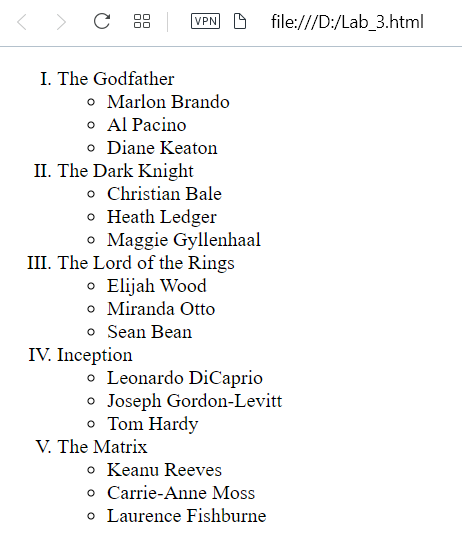 VPN file:///D:/Lab_3.html
I. The Godfather
Marlon Brando
Al Pacino
Diane Keaton
II. The Dark Knight
Christian Bale
Heath Ledger
Maggie Gyllenhaal
III. The Lord of the Rings
Elijah Wood
Miranda Otto
Sean Bean
IV. Inception
Leonardo DiCaprio
Joseph Gordon-Levitt
Tom Hardy
V. The Matrix
Keanu Reeves
Carrie-Anne Moss
Laurence Fishburne